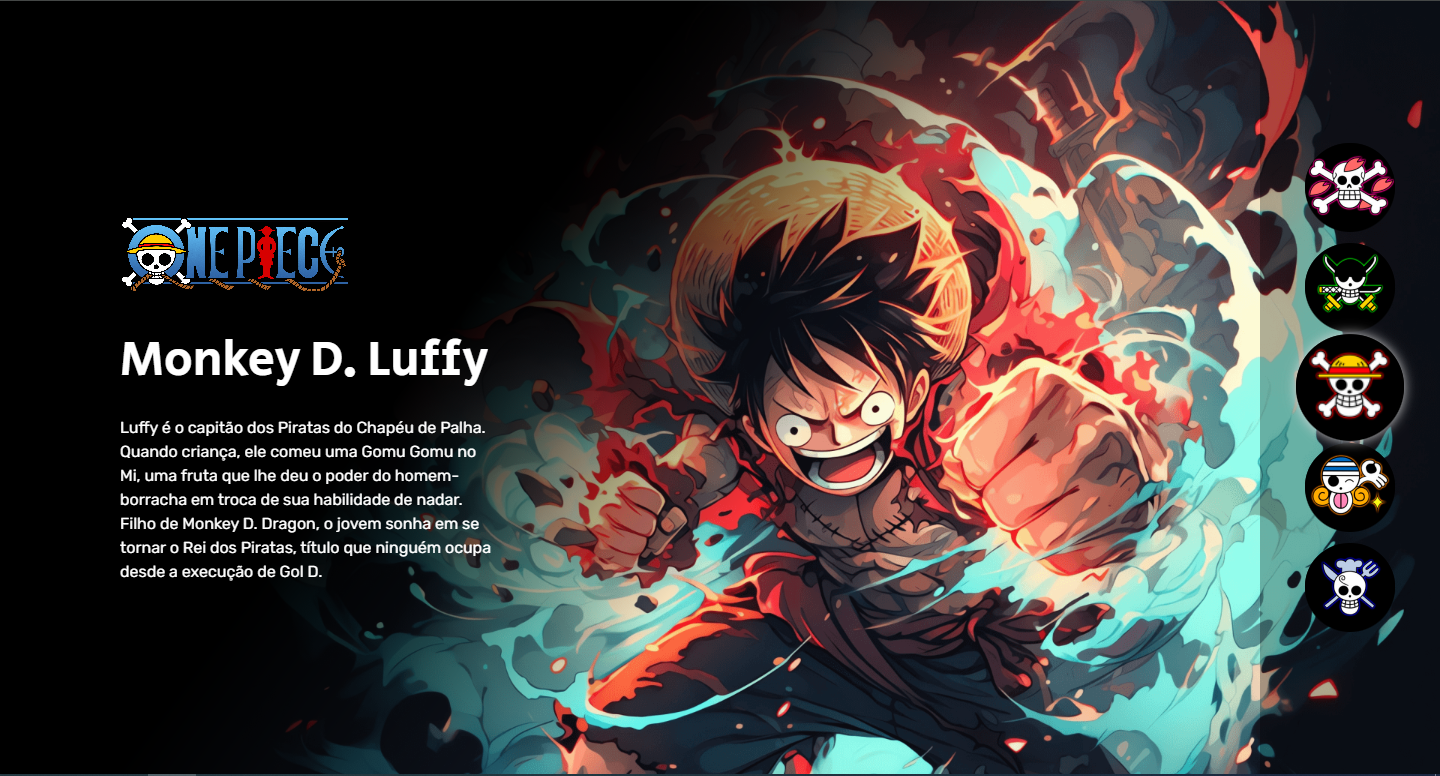 ONE PIECE
Monkey D. Luffy
Luffy é o capitão dos Piratas do Chapéu de Palha.
Quando criança, ele comeu uma Gomu Gomu no
Mi, uma fruta que lhe deu o poder do homem-
borracha em troca de sua habilidade de nadar.
Filho de Monkey D. Dragon, o jovem sonha em se
tornar o Rei dos Piratas, título que ninguém ocupa
desde a execução de Gol D.